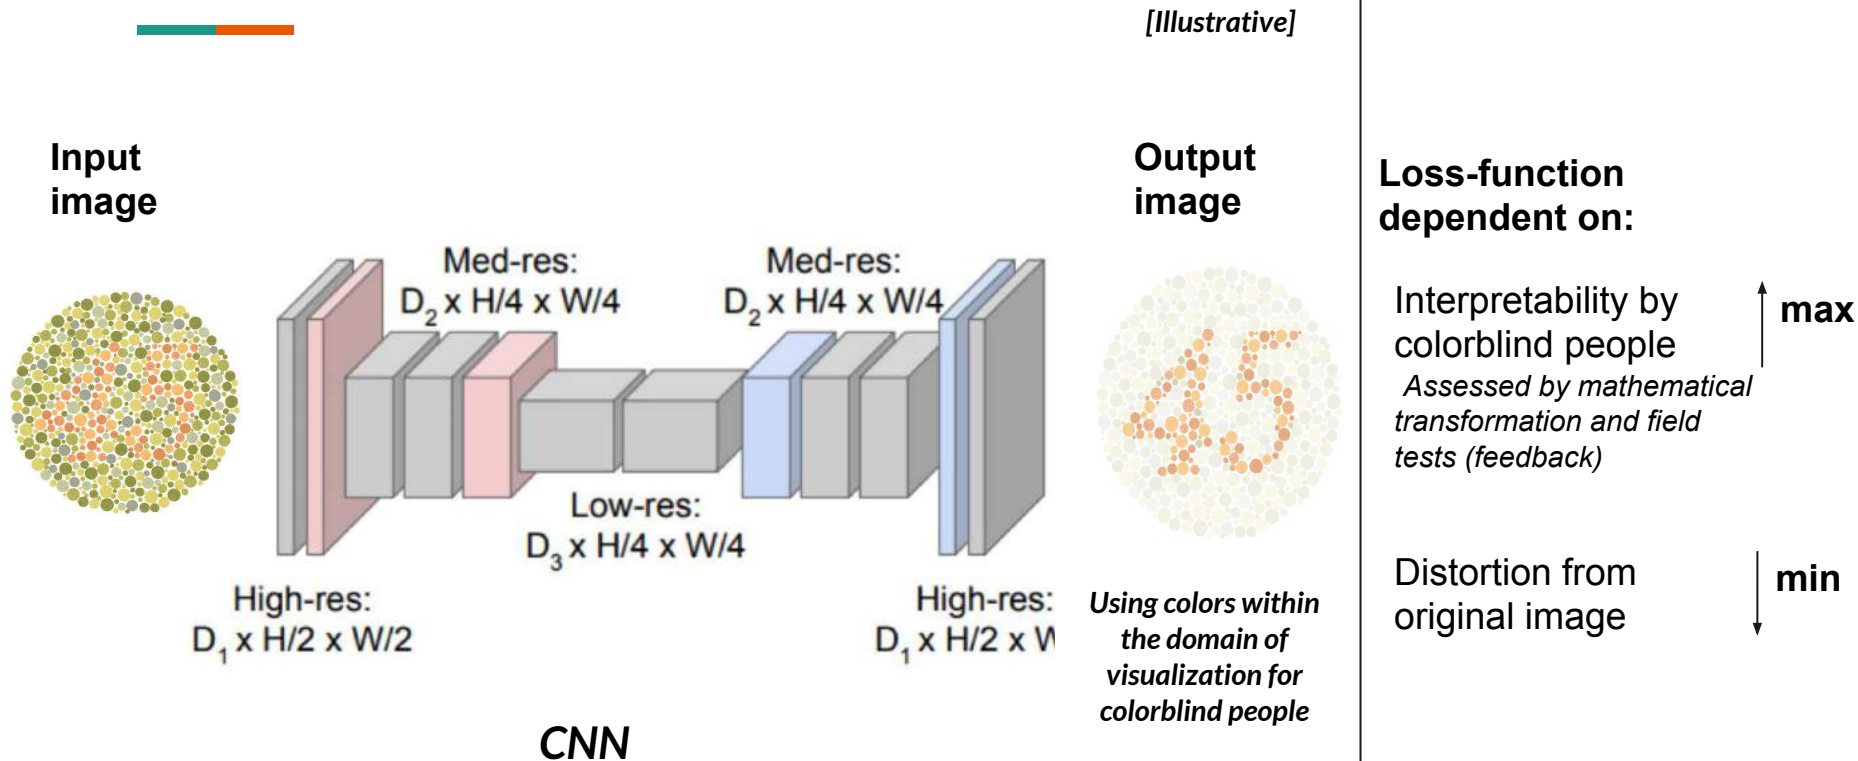 [Illustrative]
Input
image
Med-res:
D2 x H/4 x W/4
Med-res:
D2 x H/4 x W/4
Low-res:
D3 x H/4 x W/4
High-res:
D1 x H/2 x W/2
High-res:
D1 x H/2 x
CNN
Output
image
45
Using colors within
the domain of
visualization for
colorblind people
Loss-function
dependent on:
Interpretability by
colorblind people
max
Assessed by mathematical
transformation and field
tests (feedback)
Distortion from
original image
min